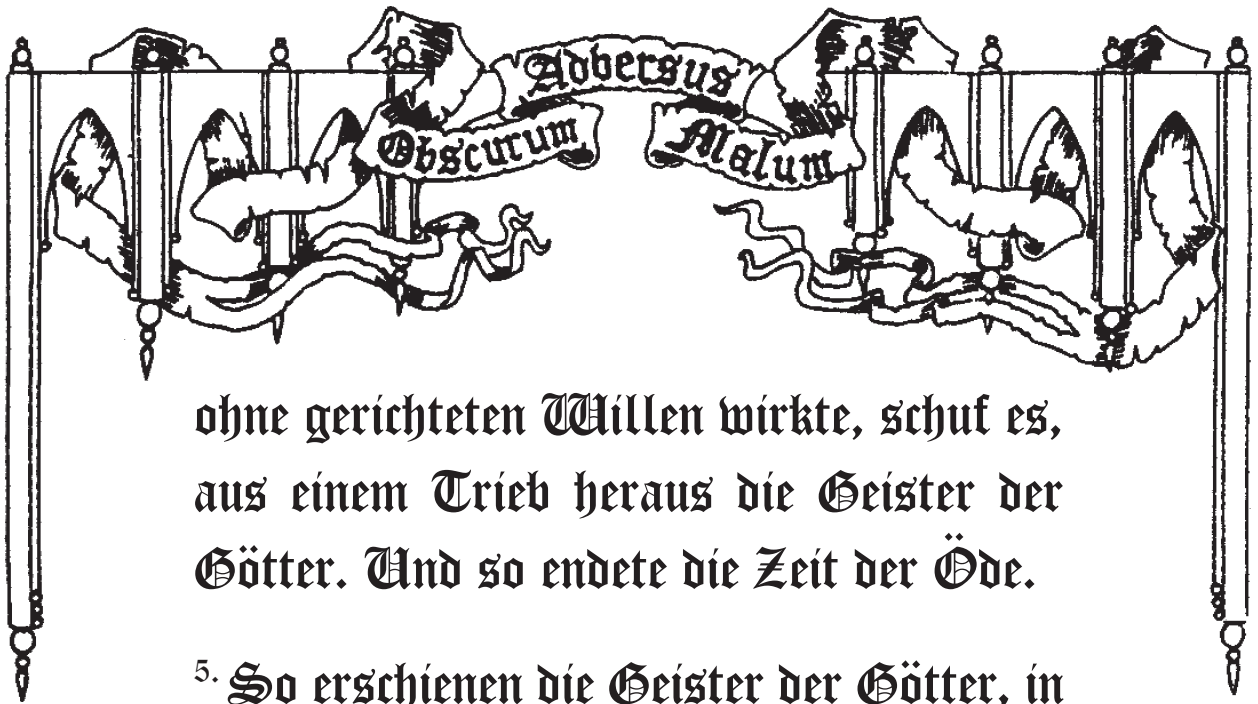 Adversus
Obscurum Malum
ohne gerichteten Willen wirkte, schuf es,
aus einem Trieb heraus die Geister der
Götter. Und so endete die Zeit der Öde.
5. So erschienen die Geister der Götter, in